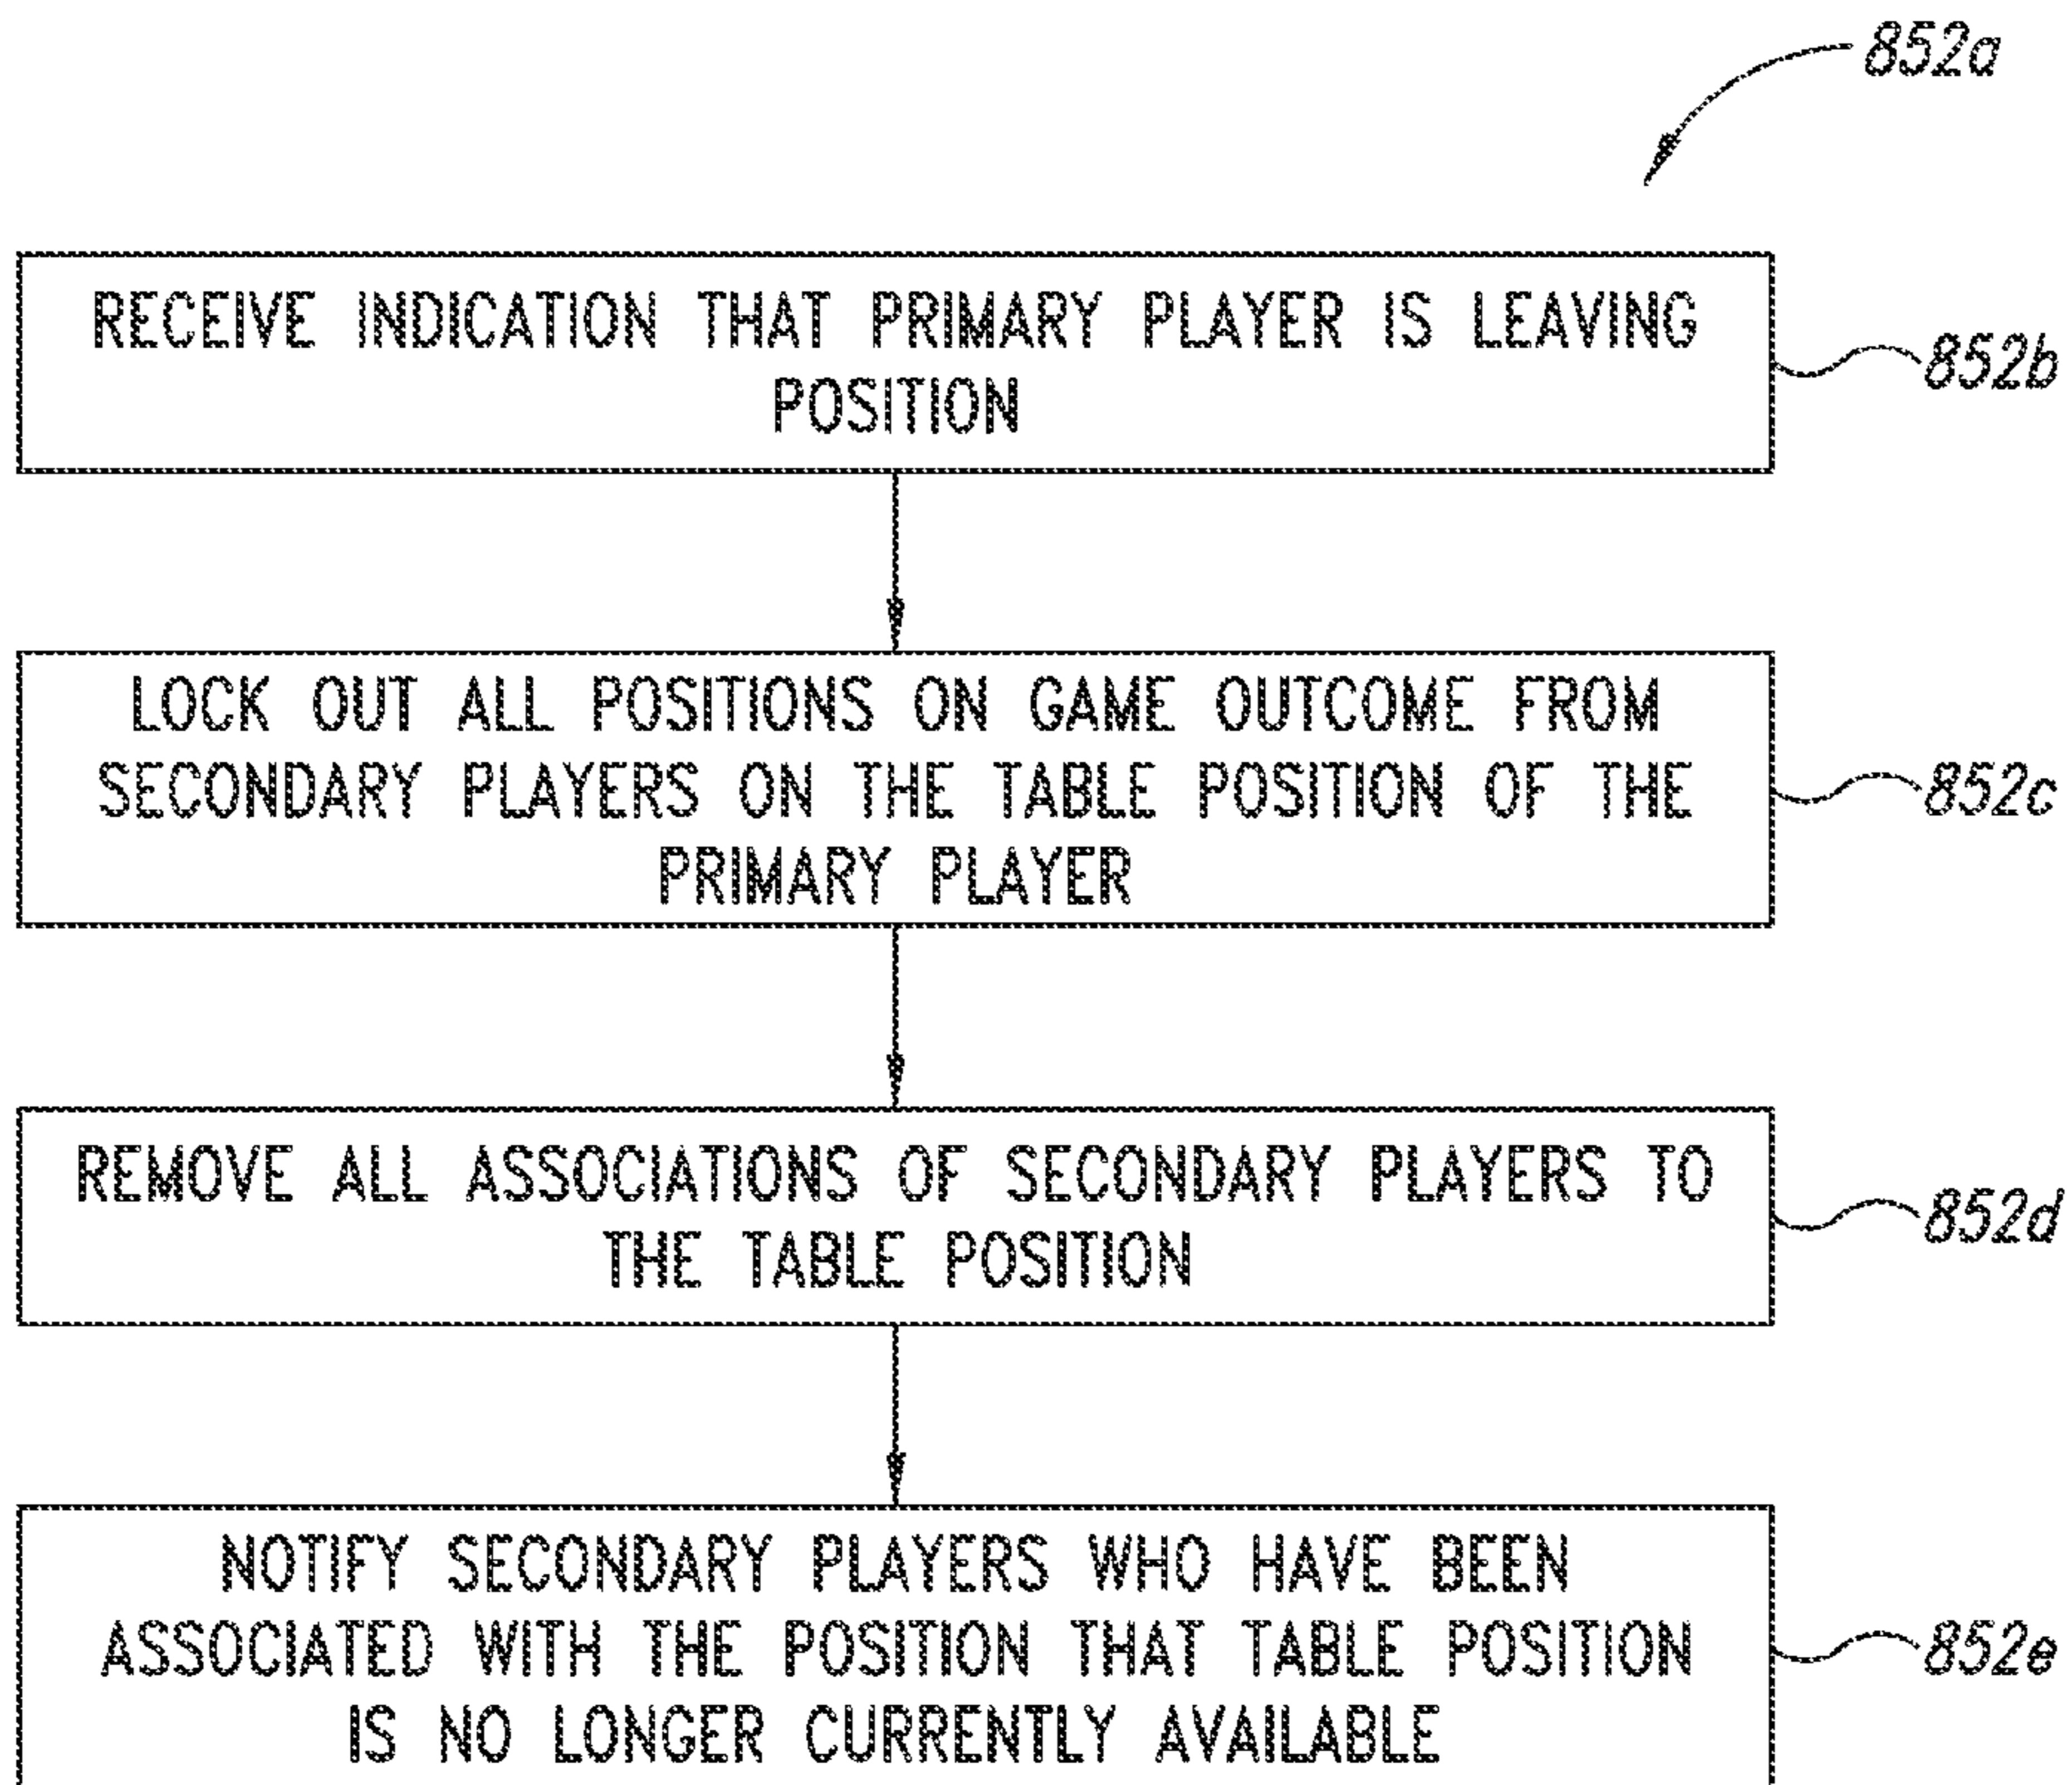 852a
RECEIVE INDICATION THAT PRIMARY PLAYER IS LEAVING
POSITION
852b
LOCK OUT ALL POSITIONS ON GAME OUTCOME FROM
SECONDARY PLAYERS ON THE TABLE POSITION OF THE
PRIMARY PLAYER
852c
REMOVE ALL ASSOCIATIONS OF SECONDARY PLAYERS TO
THE TABLE POSITION
852d
NOTIFY SECONDARY PLAYERS WHO HAVE BEEN
ASSOCIATED WITH THE POSITION THAT TABLE POSITION
IS NO LONGER CURRENTLY AVAILABLE
852e